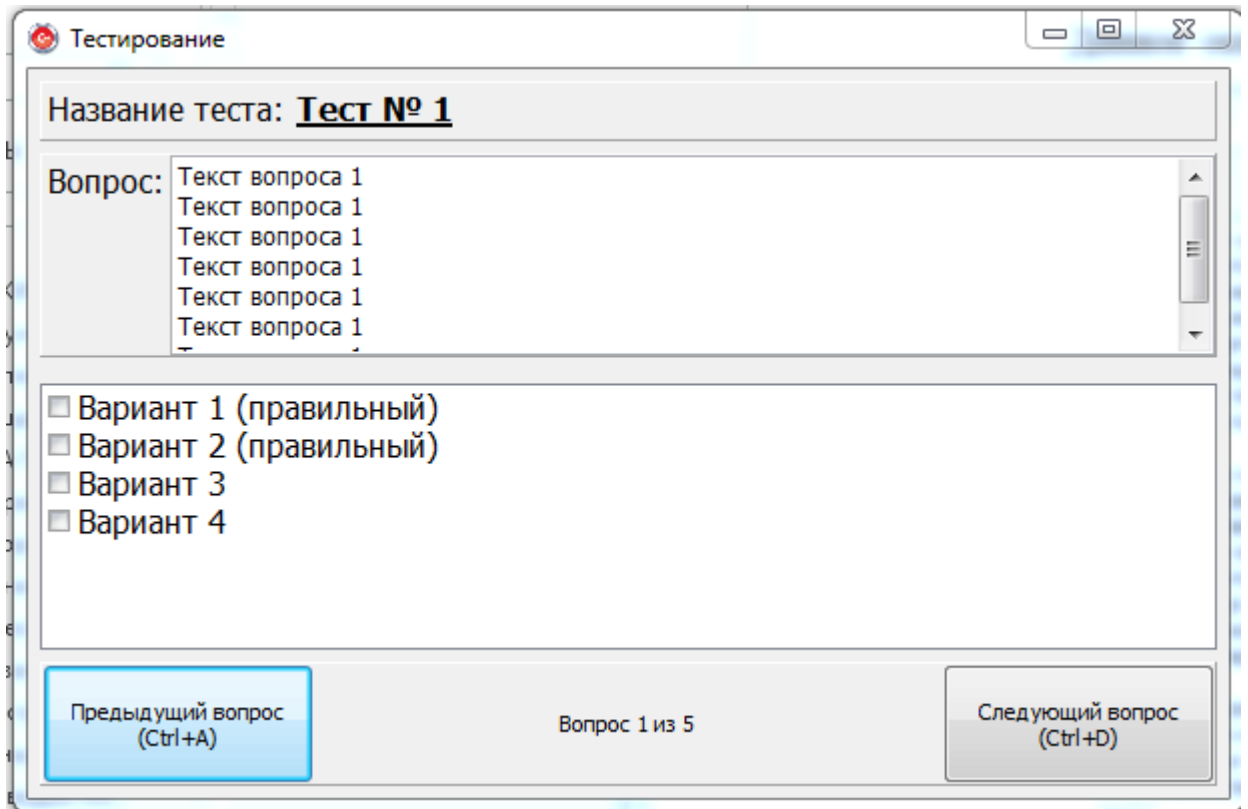 Тестирование
Название теста: Тест № 1
Вопрос:
Текст вопроса 1
Текст вопроса 1
Текст вопроса 1
Текст вопроса 1
Текст вопроса 1
Текст вопроса 1
Вариант 1 (правильный)
Вариант 2 (правильный)
Вариант 3
Вариант 4
Предыдущий вопрос
(Ctrl+A)
Вопрос 1 из 5
Следующий вопрос
(Ctrl+D)